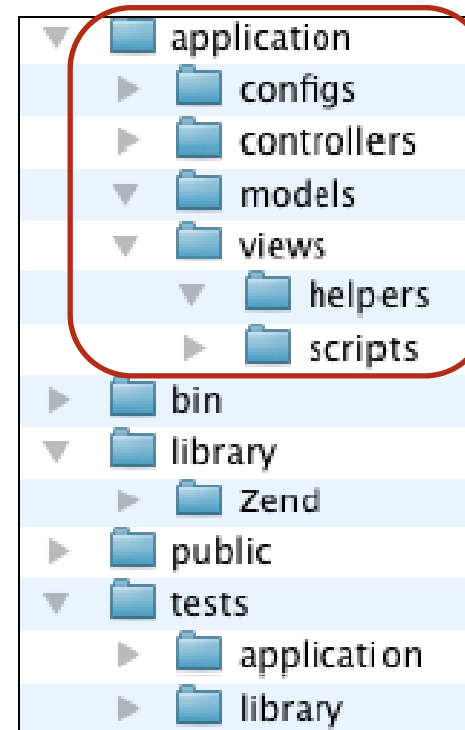 application
configs
controllers
models
views
helpers
scripts
bin
library
Zend
public
tests
application
library